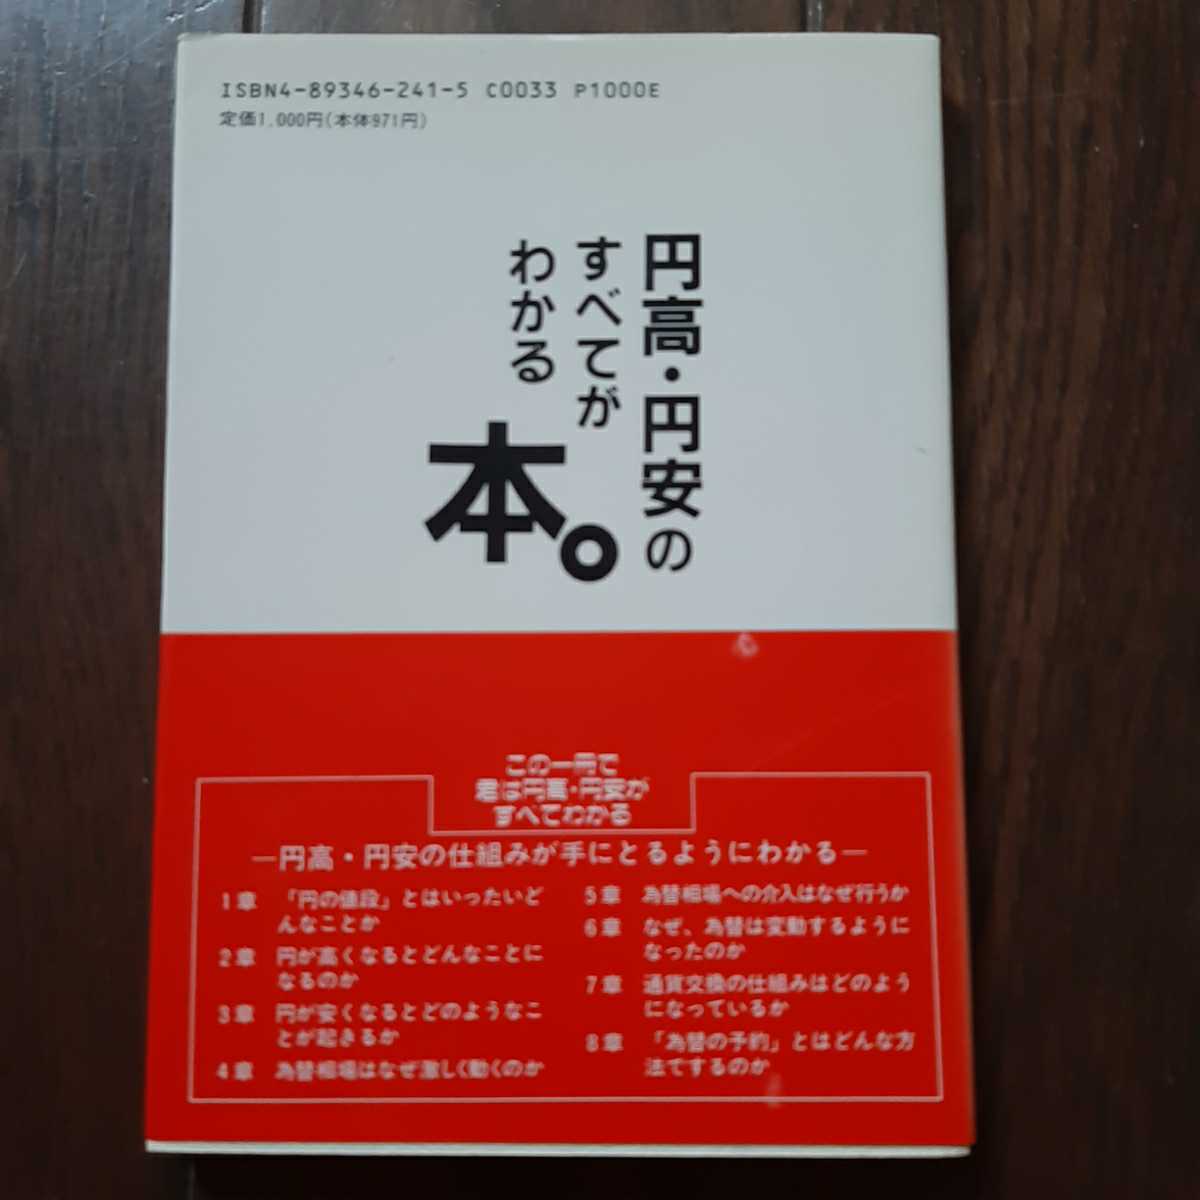 ISBN4-89346-241-5 C0033 P1000E
定価1,000円(本体971円)
円高・円安の
すべてが
わかる
本。
この一冊で
君は円高・円安が
すべてわかる
―円高・円安の仕組みが手にとるようにわかる―
1章 「円の値段」とはいったいど
んなことか
2章 円が高くなるとどんなことに
なるのか
3章 円が安くなるとどのようなこ
とが起きるか
4章 為替相場はなぜ激しく動くのか
5章 為替相場への介入はなぜ行うか
6章 なぜ、為替は変動するように
なったのか
7章 通貨交換の仕組みはどのよう
になっているか
8章 「為替の予約」とはどんな方
法でするのか